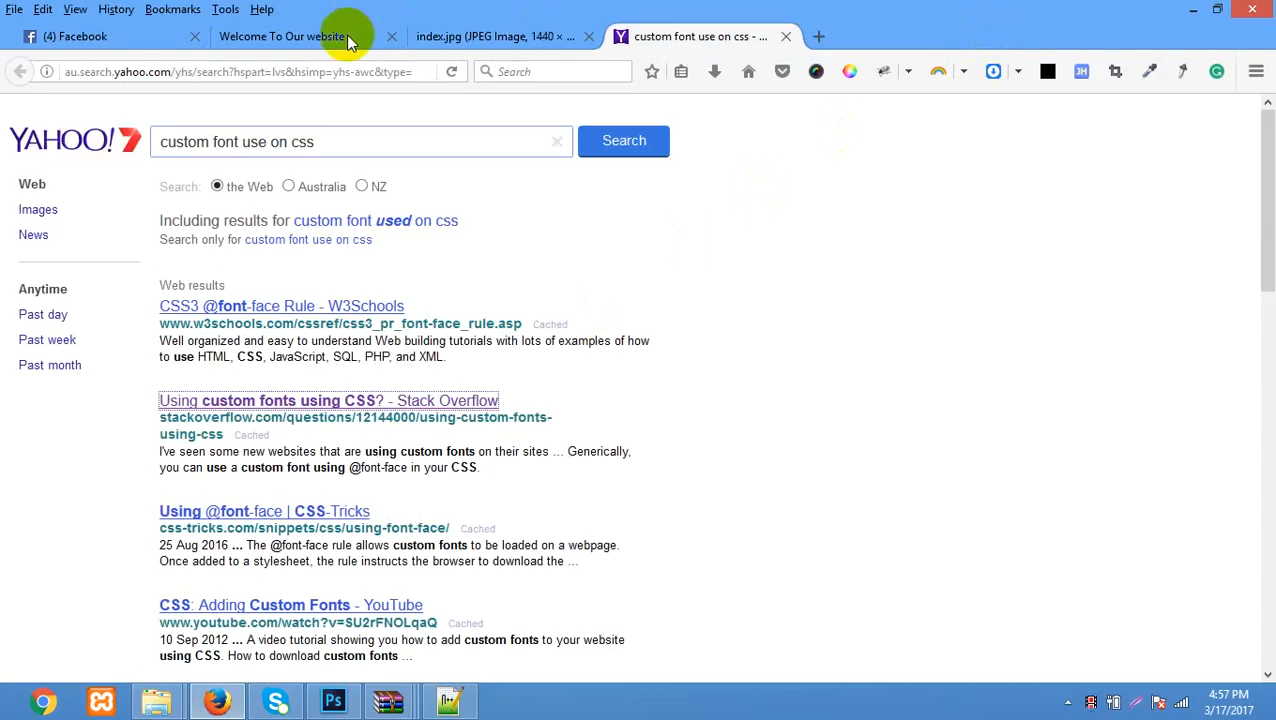 File Edit View History Bookmarks Tools Help
(4) Facebook
Welcome To Our website
index.jpg (JPEG Image, 1440 × ...
custom font use on css - ...
au.search.yahoo.com/yhs/search?hspart=lvs&hsimp=yhs-awc&type=
Search
YAHOO!7
custom font use on css
Search
Web
Images
News
Anytime
Past day
Past week
Past month
Search: the Web Australia NZ
Including results for custom font used on css
Search only for custom font use on css
Web results
CSS3 @font-face Rule - W3Schools
www.w3schools.com/cssref/css3_pr_font-face_rule.asp Cached
Well organized and easy to understand Web building tutorials with lots of examples of how
to use HTML, CSS, JavaScript, SQL, PHP, and XML.
Using custom fonts using CSS? - Stack Overflow
stackoverflow.com/questions/12144000/using-custom-fonts-
using-css Cached
I've seen some new websites that are using custom fonts on their sites ... Generically,
you can use a custom font using @font-face in your CSS.
Using @font-face | CSS-Tricks
css-tricks.com/snippets/css/using-font-face/ Cached
25 Aug 2016 ... The @font-face rule allows custom fonts to be loaded on a webpage.
Once added to a stylesheet, the rule instructs the browser to download the ...
CSS: Adding Custom Fonts - YouTube
www.youtube.com/watch?v=SU2rFNOLqaQ Cached
10 Sep 2012 ... A video tutorial showing you how to add custom fonts to your website
using CSS. How to download custom fonts ...
JH
Ps
4:57 PM
3/17/2017